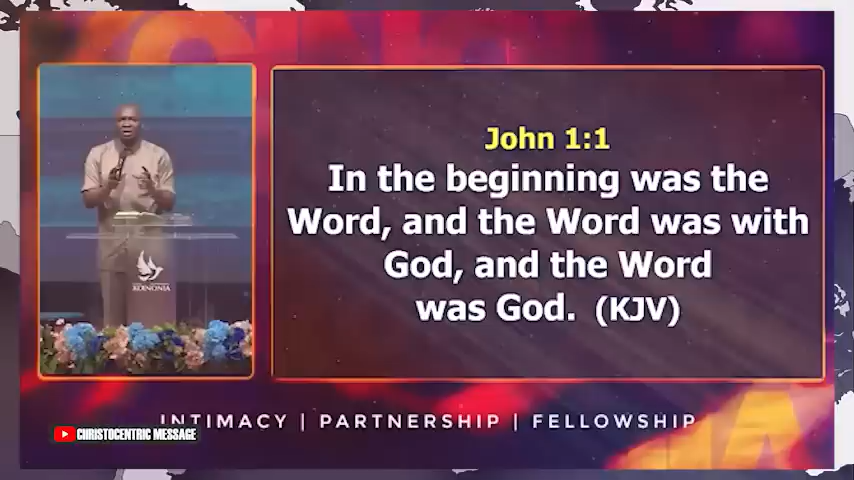 John 1:1
In the beginning was the
Word, and the Word was with
God, and the Word
was God. (KJV)
KOINONIA
INTIMACY | PARTNERSHIP | FELLOWSHIP
CHRISTOCENTRIC MESSAGE